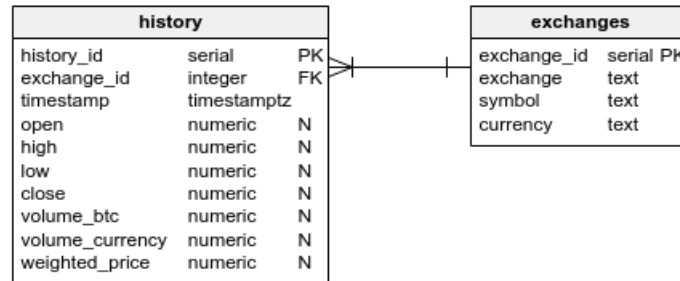 history
history_id serial PK
exchange_id integer FK
timestamp timestamptz
open numeric N
high numeric N
low numeric N
close numeric N
volume_btc numeric N
volume_currency numeric N
weighted_price numeric N
exchanges
exchange_id serial PK
exchange text
symbol text
currency text